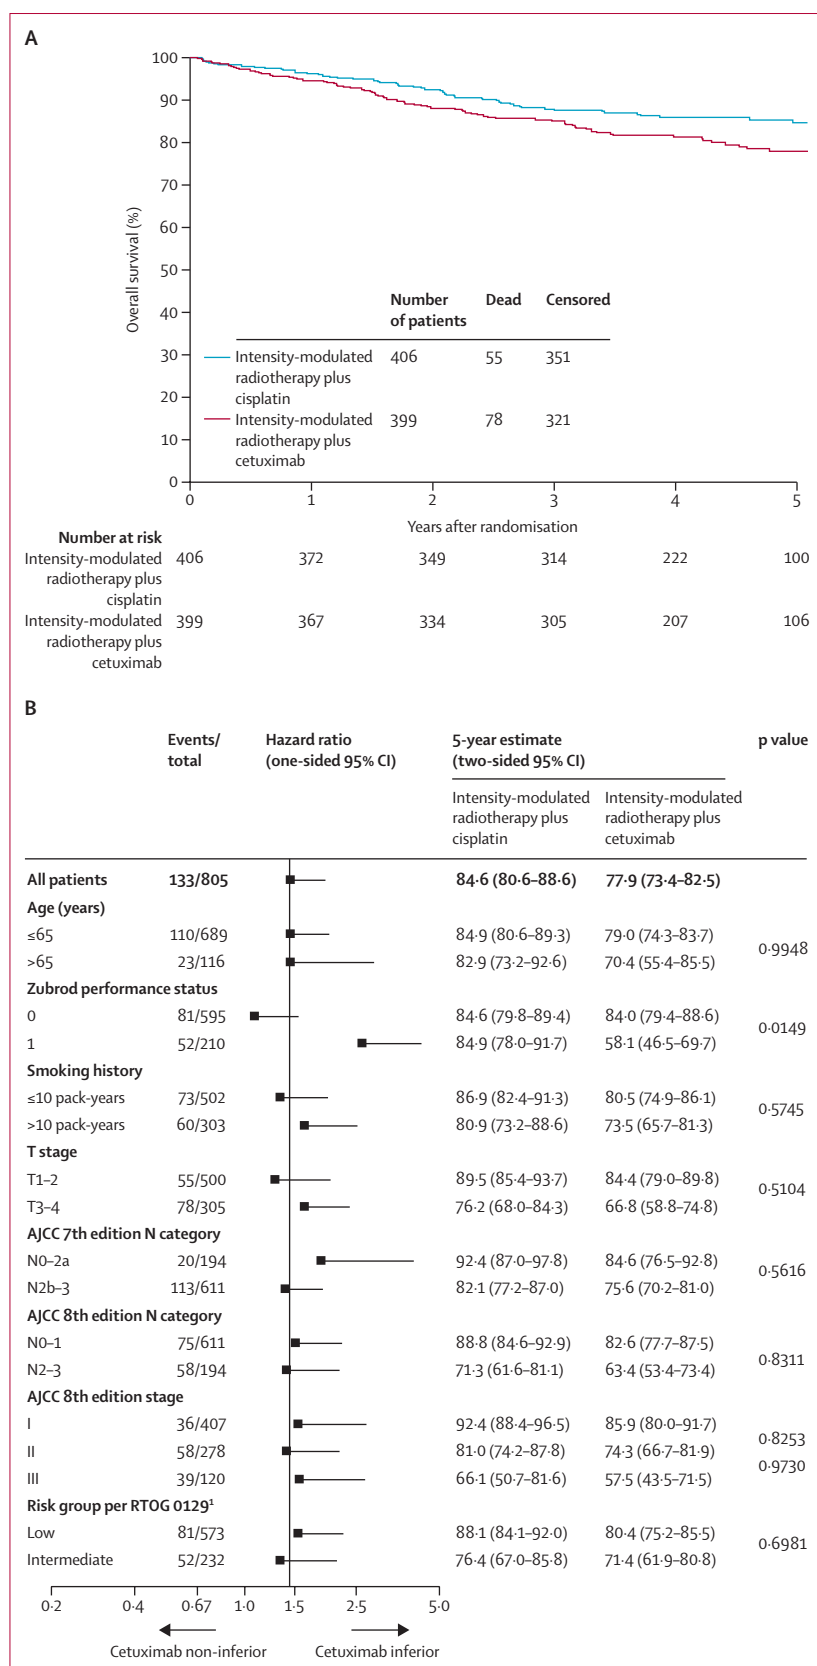 A
100
90
80
70
60
50
40
30
20
10
0
Overall survival (%)
Number of patients
Dead
Censored
Intensity-modulated radiotherapy plus cisplatin 406 55 351
Intensity-modulated radiotherapy plus cetuximab 399 78 321
0 1 2 3 4 5
Years after randomisation
Number at risk
Intensity-modulated radiotherapy plus cisplatin 406 372 349 314 222 100
Intensity-modulated radiotherapy plus cetuximab 399 367 334 305 207 106
B
Events/total
Hazard ratio (one-sided 95% CI)
5-year estimate (two-sided 95% CI)
p value
Intensity-modulated radiotherapy plus cisplatin
Intensity-modulated radiotherapy plus cetuximab
All patients 133/805 84·6 (80·6–88·6) 77·9 (73·4–82·5)
Age (years)
≤65 110/689 84·9 (80·6–89·3) 79·0 (74·3–83·7)
0·9948
>65 23/116 82·9 (73·2–92·6) 70·4 (55·4–85·5)
Zubrod performance status
0 81/595 84·6 (79·8–89·4) 84·0 (79·4–88·6)
0·0149
1 52/210 84·9 (78·0–91·7) 58·1 (46·5–69·7)
Smoking history
≤10 pack-years 73/502 86·9 (82·4–91·3) 80·5 (74·9–86·1)
0·5745
>10 pack-years 60/303 80·9 (73·2–88·6) 73·5 (65·7–81·3)
T stage
T1–2 55/500 89·5 (85·4–93·7) 84·4 (79·0–89·8)
0·5104
T3–4 78/305 76·2 (68·0–84·3) 66·8 (58·8–74·8)
AJCC 7th edition N category
N0–2a 20/194 92·4 (87·0–97·8) 84·6 (76·5–92·8)
0·5616
N2b–3 113/611 82·1 (77·2–87·0) 75·6 (70·2–81·0)
AJCC 8th edition N category
N0–1 75/611 88·8 (84·6–92·9) 82·6 (77·7–87·5)
0·8311
N2–3 58/194 71·3 (61·6–81·1) 63·4 (53·4–73·4)
AJCC 8th edition stage
I 36/407 92·4 (88·4–96·5) 85·9 (80·0–91·7)
0·8253
II 58/278 81·0 (74·2–87·8) 74·3 (66·7–81·9)
0·9730
III 39/120 66·1 (50·7–81·6) 57·5 (43·5–71·5)
Risk group per RTOG 0129¹
Low 81/573 88·1 (84·1–92·0) 80·4 (75·2–85·5)
0·6981
Intermediate 52/232 76·4 (67·0–85·8) 71·4 (61·9–80·8)
0·2 0·4 0·67 1·0 1·5 2·5 5·0
Cetuximab non-inferior
Cetuximab inferior